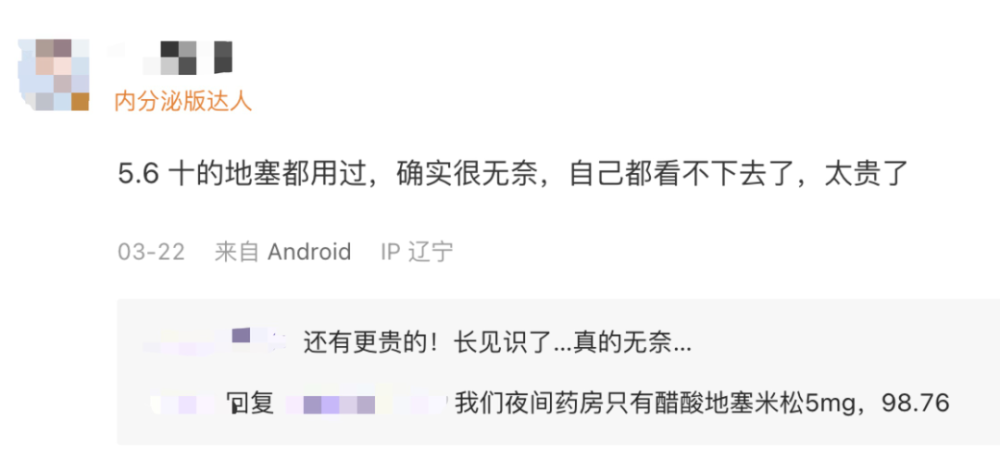 内分泌版达人
5.6 十的地塞都用过，确实很无奈，自己都看不下去了，太贵了
03-22 来自 Android IP 辽宁
还有更贵的！长见识了...真的无奈...
回复 我们夜间药房只有醋酸地塞米松5mg，98.76